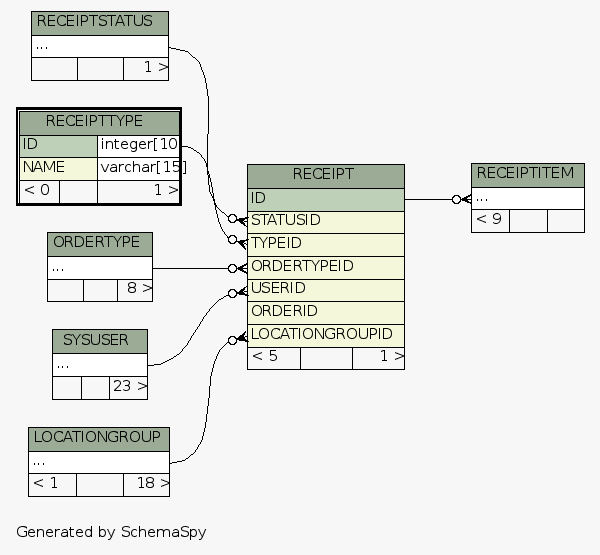 RECEIPTSTATUS
...
1 >
RECEIPTTYPE
ID integer[10
NAME varchar[15]
< 0 1 >
ORDERTYPE
...
8 >
SYSUSER
...
23 >
LOCATIONGROUP
...
< 1 18 >
RECEIPT
ID
STATUSID
TYPEID
ORDERTYPEID
USERID
ORDERID
LOCATIONGROUPID
< 5 1 >
RECEIPTITEM
...
< 9
Generated by SchemaSpy